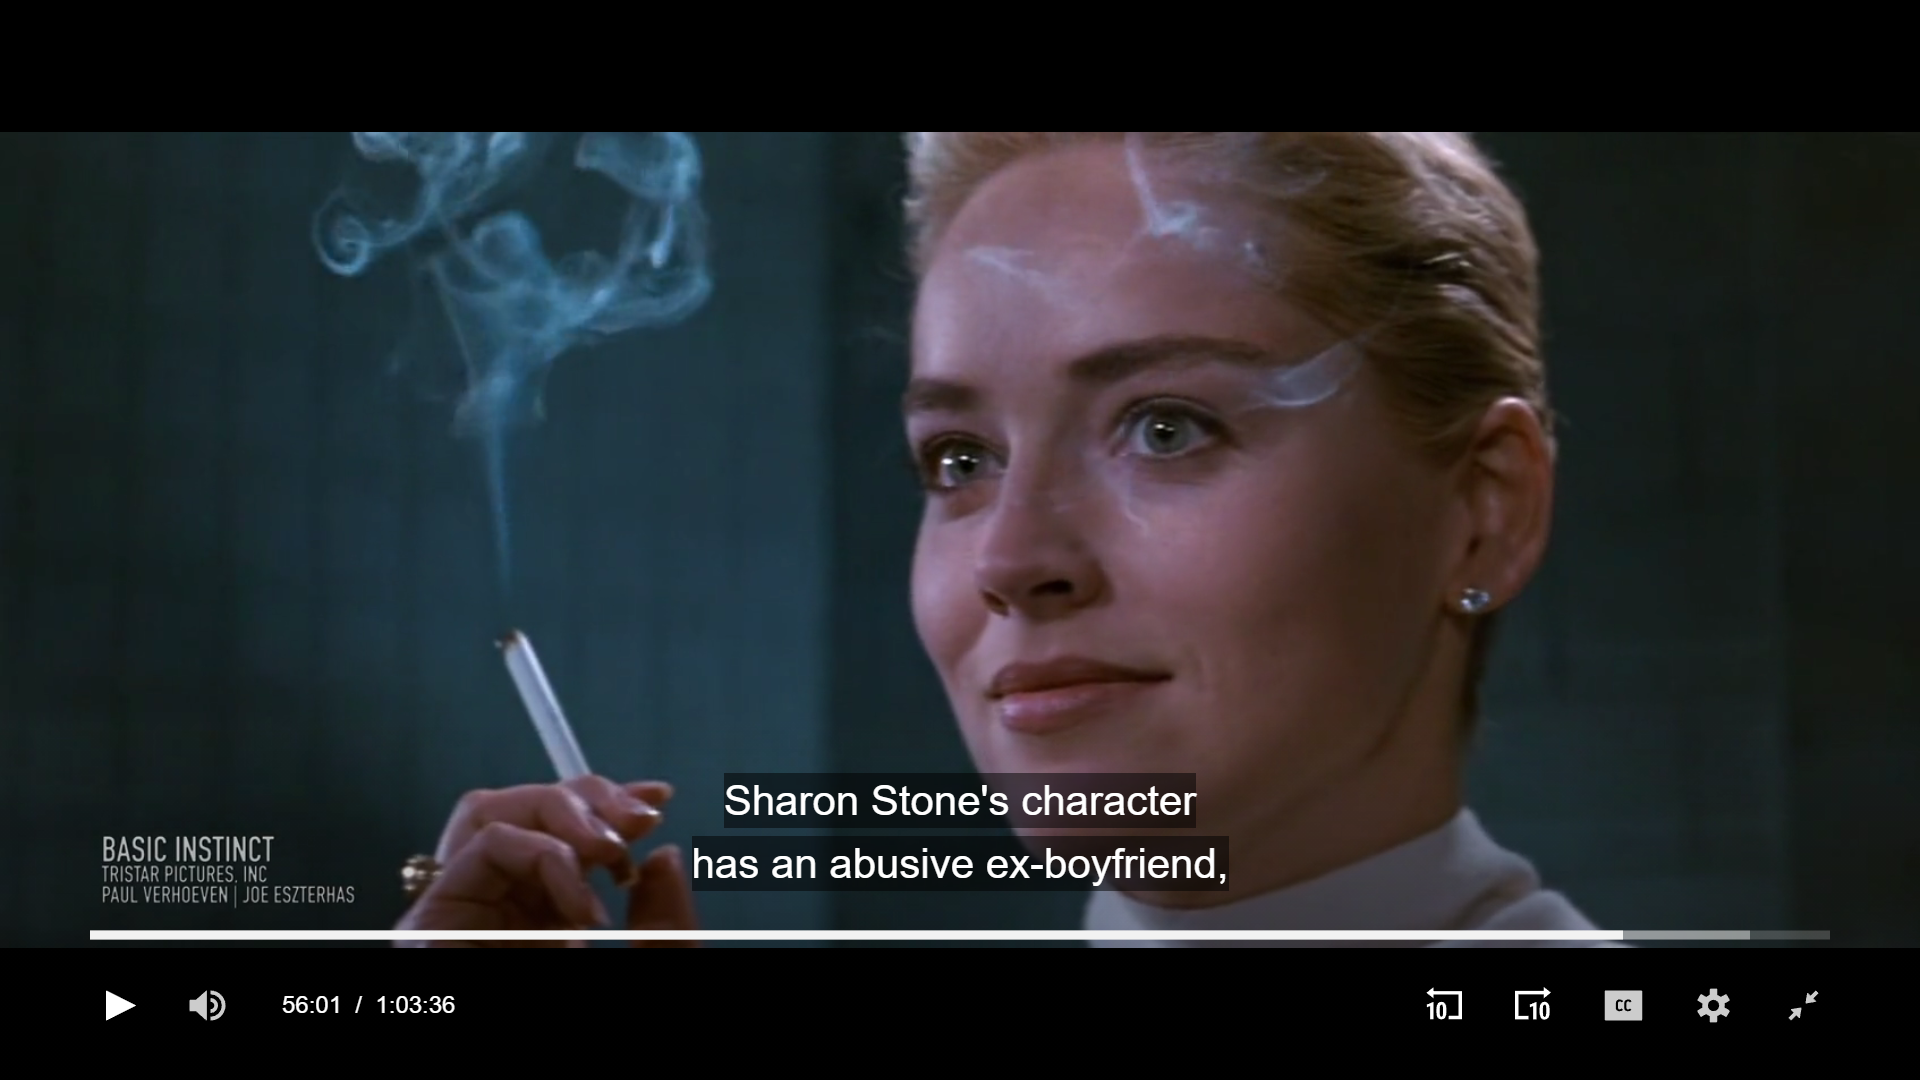 Sharon Stone's character
has an abusive ex-boyfriend,
BASIC INSTINCT
TRISTAR PICTURES, INC
PAUL VERHOEVEN | JOE ESZTERHAS
56:01 / 1:03:36
10
10
CC